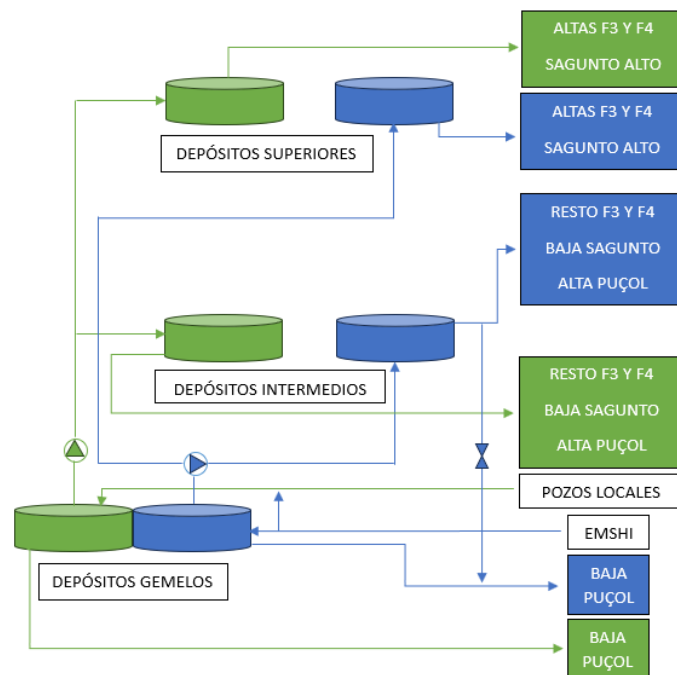 ALTAS F3 Y F4
SAGUNTO ALTO
ALTAS F3 Y F4
SAGUNTO ALTO
DEPÓSITOS SUPERIORES
RESTO F3 Y F4
BAJA SAGUNTO
ALTA PUÇOL
DEPÓSITOS INTERMEDIOS
RESTO F3 Y F4
BAJA SAGUNTO
ALTA PUÇOL
POZOS LOCALES
EMSHI
DEPÓSITOS GEMELOS
BAJA
PUÇOL
BAJA
PUÇOL